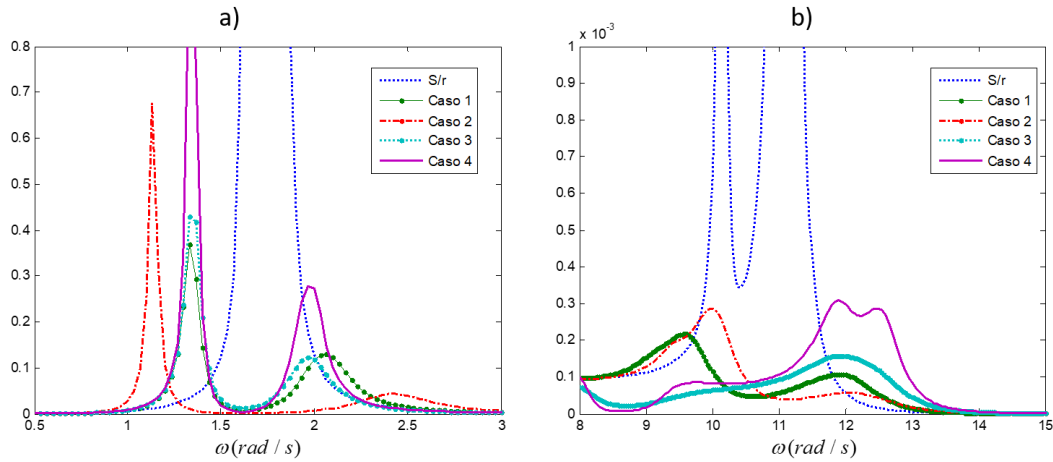 a)
0.8
0.7
0.6
0.5
0.4
0.3
0.2
0.1
0
0.5
1
1.5
2
2.5
3
ω(rad / s)
S/r
Caso 1
Caso 2
Caso 3
Caso 4
b)
x 10⁻³
1
0.9
0.8
0.7
0.6
0.5
0.4
0.3
0.2
0.1
0
8
9
10
11
12
13
14
15
ω(rad / s)
S/r
Caso 1
Caso 2
Caso 3
Caso 4